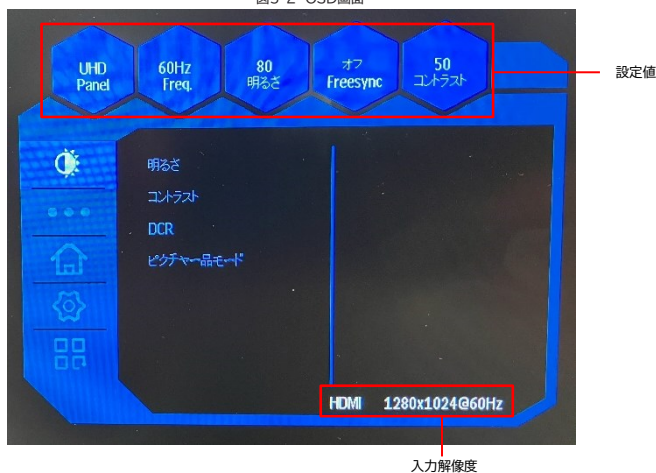 図3-2 OSD画面
UHD
Panel
60Hz
Freq.
80
明るさ
オフ
Freesync
50
コントラスト
設定値
明るさ
コントラスト
DCR
ピクチャー品モード
HDMI 1280x1024@60Hz
入力解像度